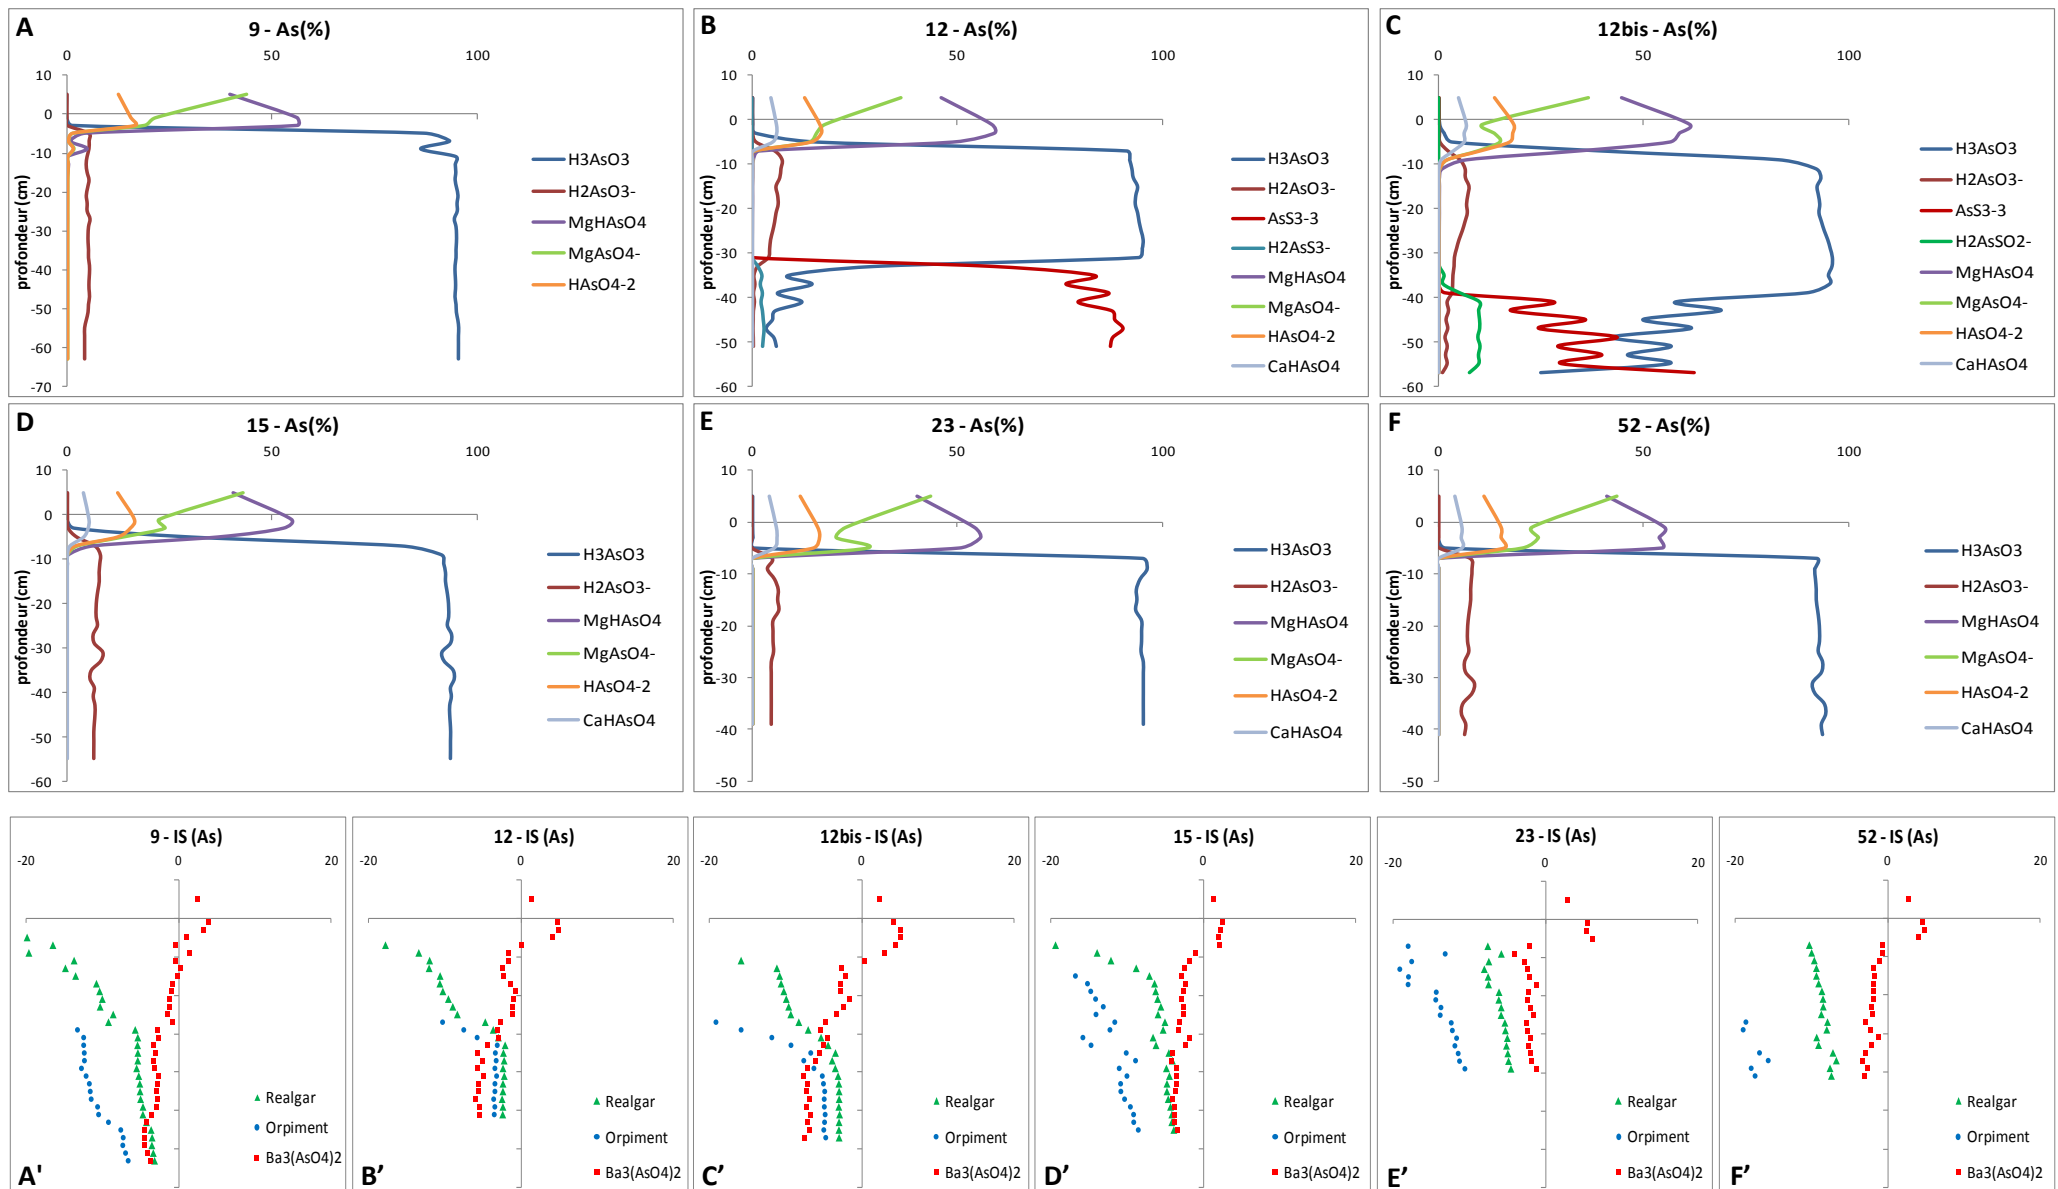 A
9 - As(%)
0 50 100
10
0
-10
-20
-30
-40
-50
-60
-70
profondeur (cm)
H3AsO3
H2AsO3-
MgHAsO4
MgAsO4-
HAsO4-2
B
12 - As(%)
0 50 100
10
0
-10
-20
-30
-40
-50
-60
profondeur (cm)
H3AsO3
H2AsO3-
AsS3-3
H2AsS3-
MgHAsO4
MgAsO4-
HAsO4-2
CaHAsO4
C
12bis - As(%)
0 50 100
10
0
-10
-20
-30
-40
-50
-60
profondeur (cm)
H3AsO3
H2AsO3-
AsS3-3
H2AsSO2-
MgHAsO4
MgAsO4-
HAsO4-2
CaHAsO4
D
15 - As(%)
0 50 100
10
0
-10
-20
-30
-40
-50
-60
profondeur (cm)
H3AsO3
H2AsO3-
MgHAsO4
MgAsO4-
HAsO4-2
CaHAsO4
E
23 - As(%)
0 50 100
10
0
-10
-20
-30
-40
-50
profondeur (cm)
H3AsO3
H2AsO3-
MgHAsO4
MgAsO4-
HAsO4-2
CaHAsO4
F
52 - As(%)
0 50 100
10
0
-10
-20
-30
-40
-50
profondeur (cm)
H3AsO3
H2AsO3-
MgHAsO4
MgAsO4-
HAsO4-2
CaHAsO4
9 - IS (As)
-20 0 20
Realgar
Orpiment
Ba3(AsO4)2
A'
12 - IS (As)
-20 0 20
Realgar
Orpiment
Ba3(AsO4)2
B’
12bis - IS (As)
-20 0 20
Realgar
Orpiment
Ba3(AsO4)2
C’
15 - IS (As)
-20 0 20
Realgar
Orpiment
Ba3(AsO4)2
D’
23 - IS (As)
-20 0 20
Realgar
Orpiment
Ba3(AsO4)2
E’
52 - IS (As)
-20 0 20
Realgar
Orpiment
Ba3(AsO4)2
F’